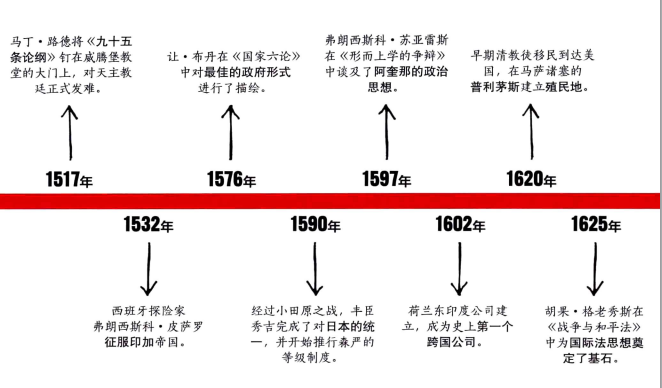 马丁·路德将《九十五
条论纲》钉在威腾堡教
堂的大门上，对天主教
廷正式发难。
让·布丹在《国家六论》
中对最佳的政府形式
进行了描绘。
弗朗西斯科·苏亚雷斯
在《形而上学的争辩》
中谈及了阿奎那的政治
思想。
早期清教徒移民到达美
国，在马萨诸塞的
普利茅斯建立殖民地。
1517年
1576年
1597年
1620年
1532年
1590年
1602年
1625年
西班牙探险家
弗朗西斯科·皮萨罗
征服印加帝国。
经过小田原之战，丰臣
秀吉完成了对日本的统
一，并开始推行森严的
等级制度。
荷兰东印度公司建
立，成为史上第一个
跨国公司。
胡果·格老秀斯在
《战争与和平法》
中为国际法思想奠
定了基石。